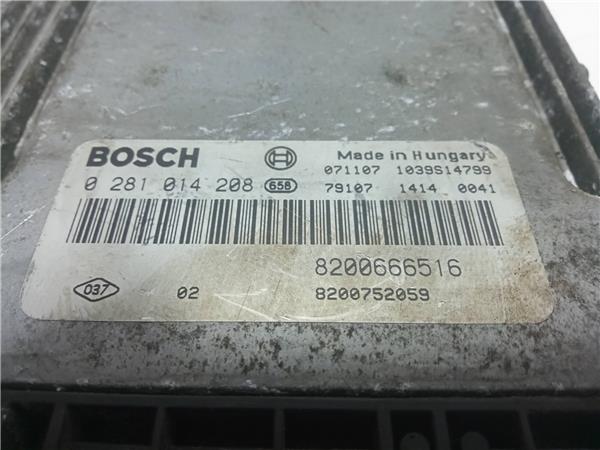 BOSCH
Made in Hungary
071107 1039S14799
0 281 014 208 658
79107 1414 0041
8200666516
037 02 8200752059